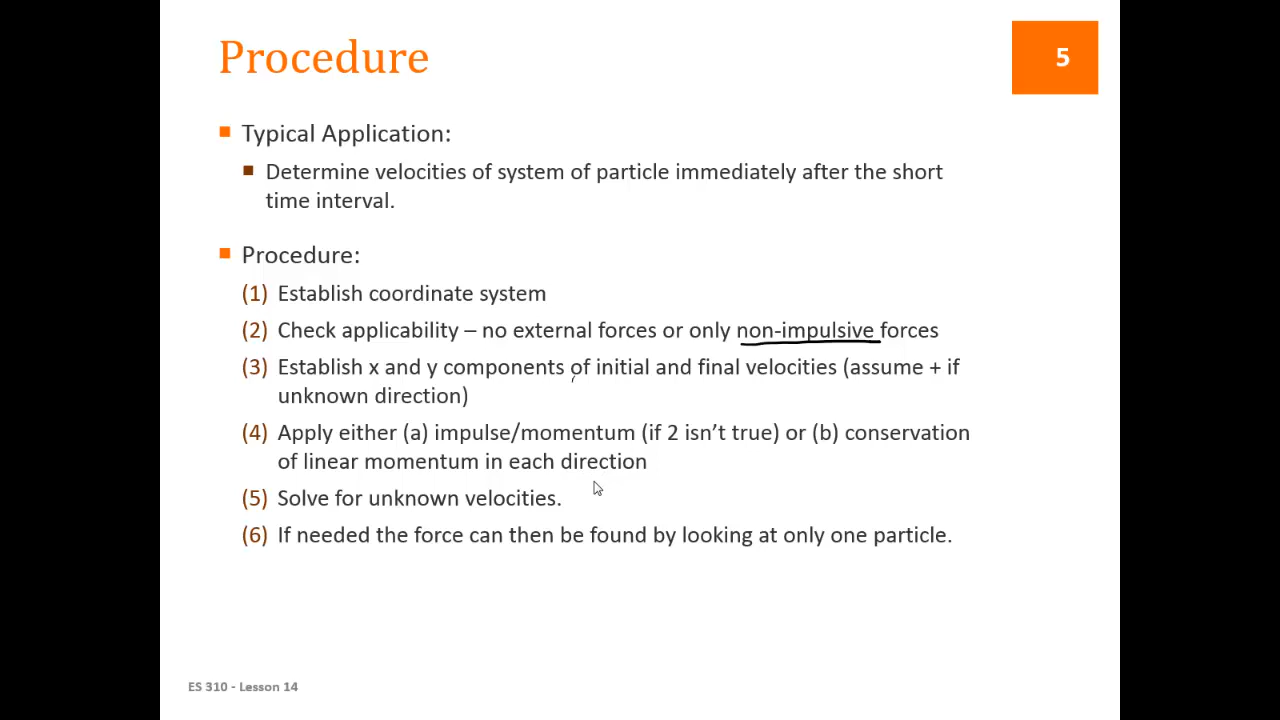 Procedure
5
Typical Application:
Determine velocities of system of particle immediately after the short
time interval.
Procedure:
(1) Establish coordinate system
(2) Check applicability – no external forces or only non-impulsive forces
(3) Establish x and y components of initial and final velocities (assume + if
unknown direction)
(4) Apply either (a) impulse/momentum (if 2 isn't true) or (b) conservation
of linear momentum in each direction
(5) Solve for unknown velocities.
(6) If needed the force can then be found by looking at only one particle.
ES 310 - Lesson 14